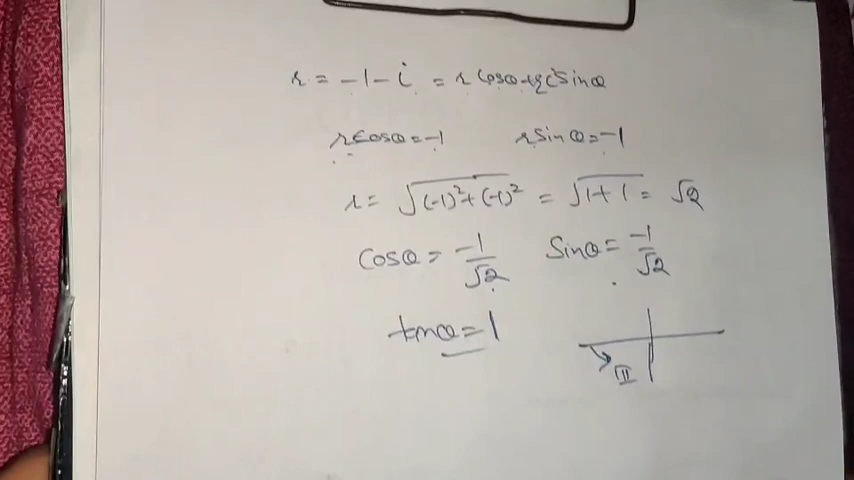 r = -1 - i = r cosθ + i sinθ
r cosθ = -1 r sinθ = -1
r = √(-1)²+(-1)² = √1+1 = √2
cosθ = -1/√2 sinθ = -1/√2
tanθ = 1
III